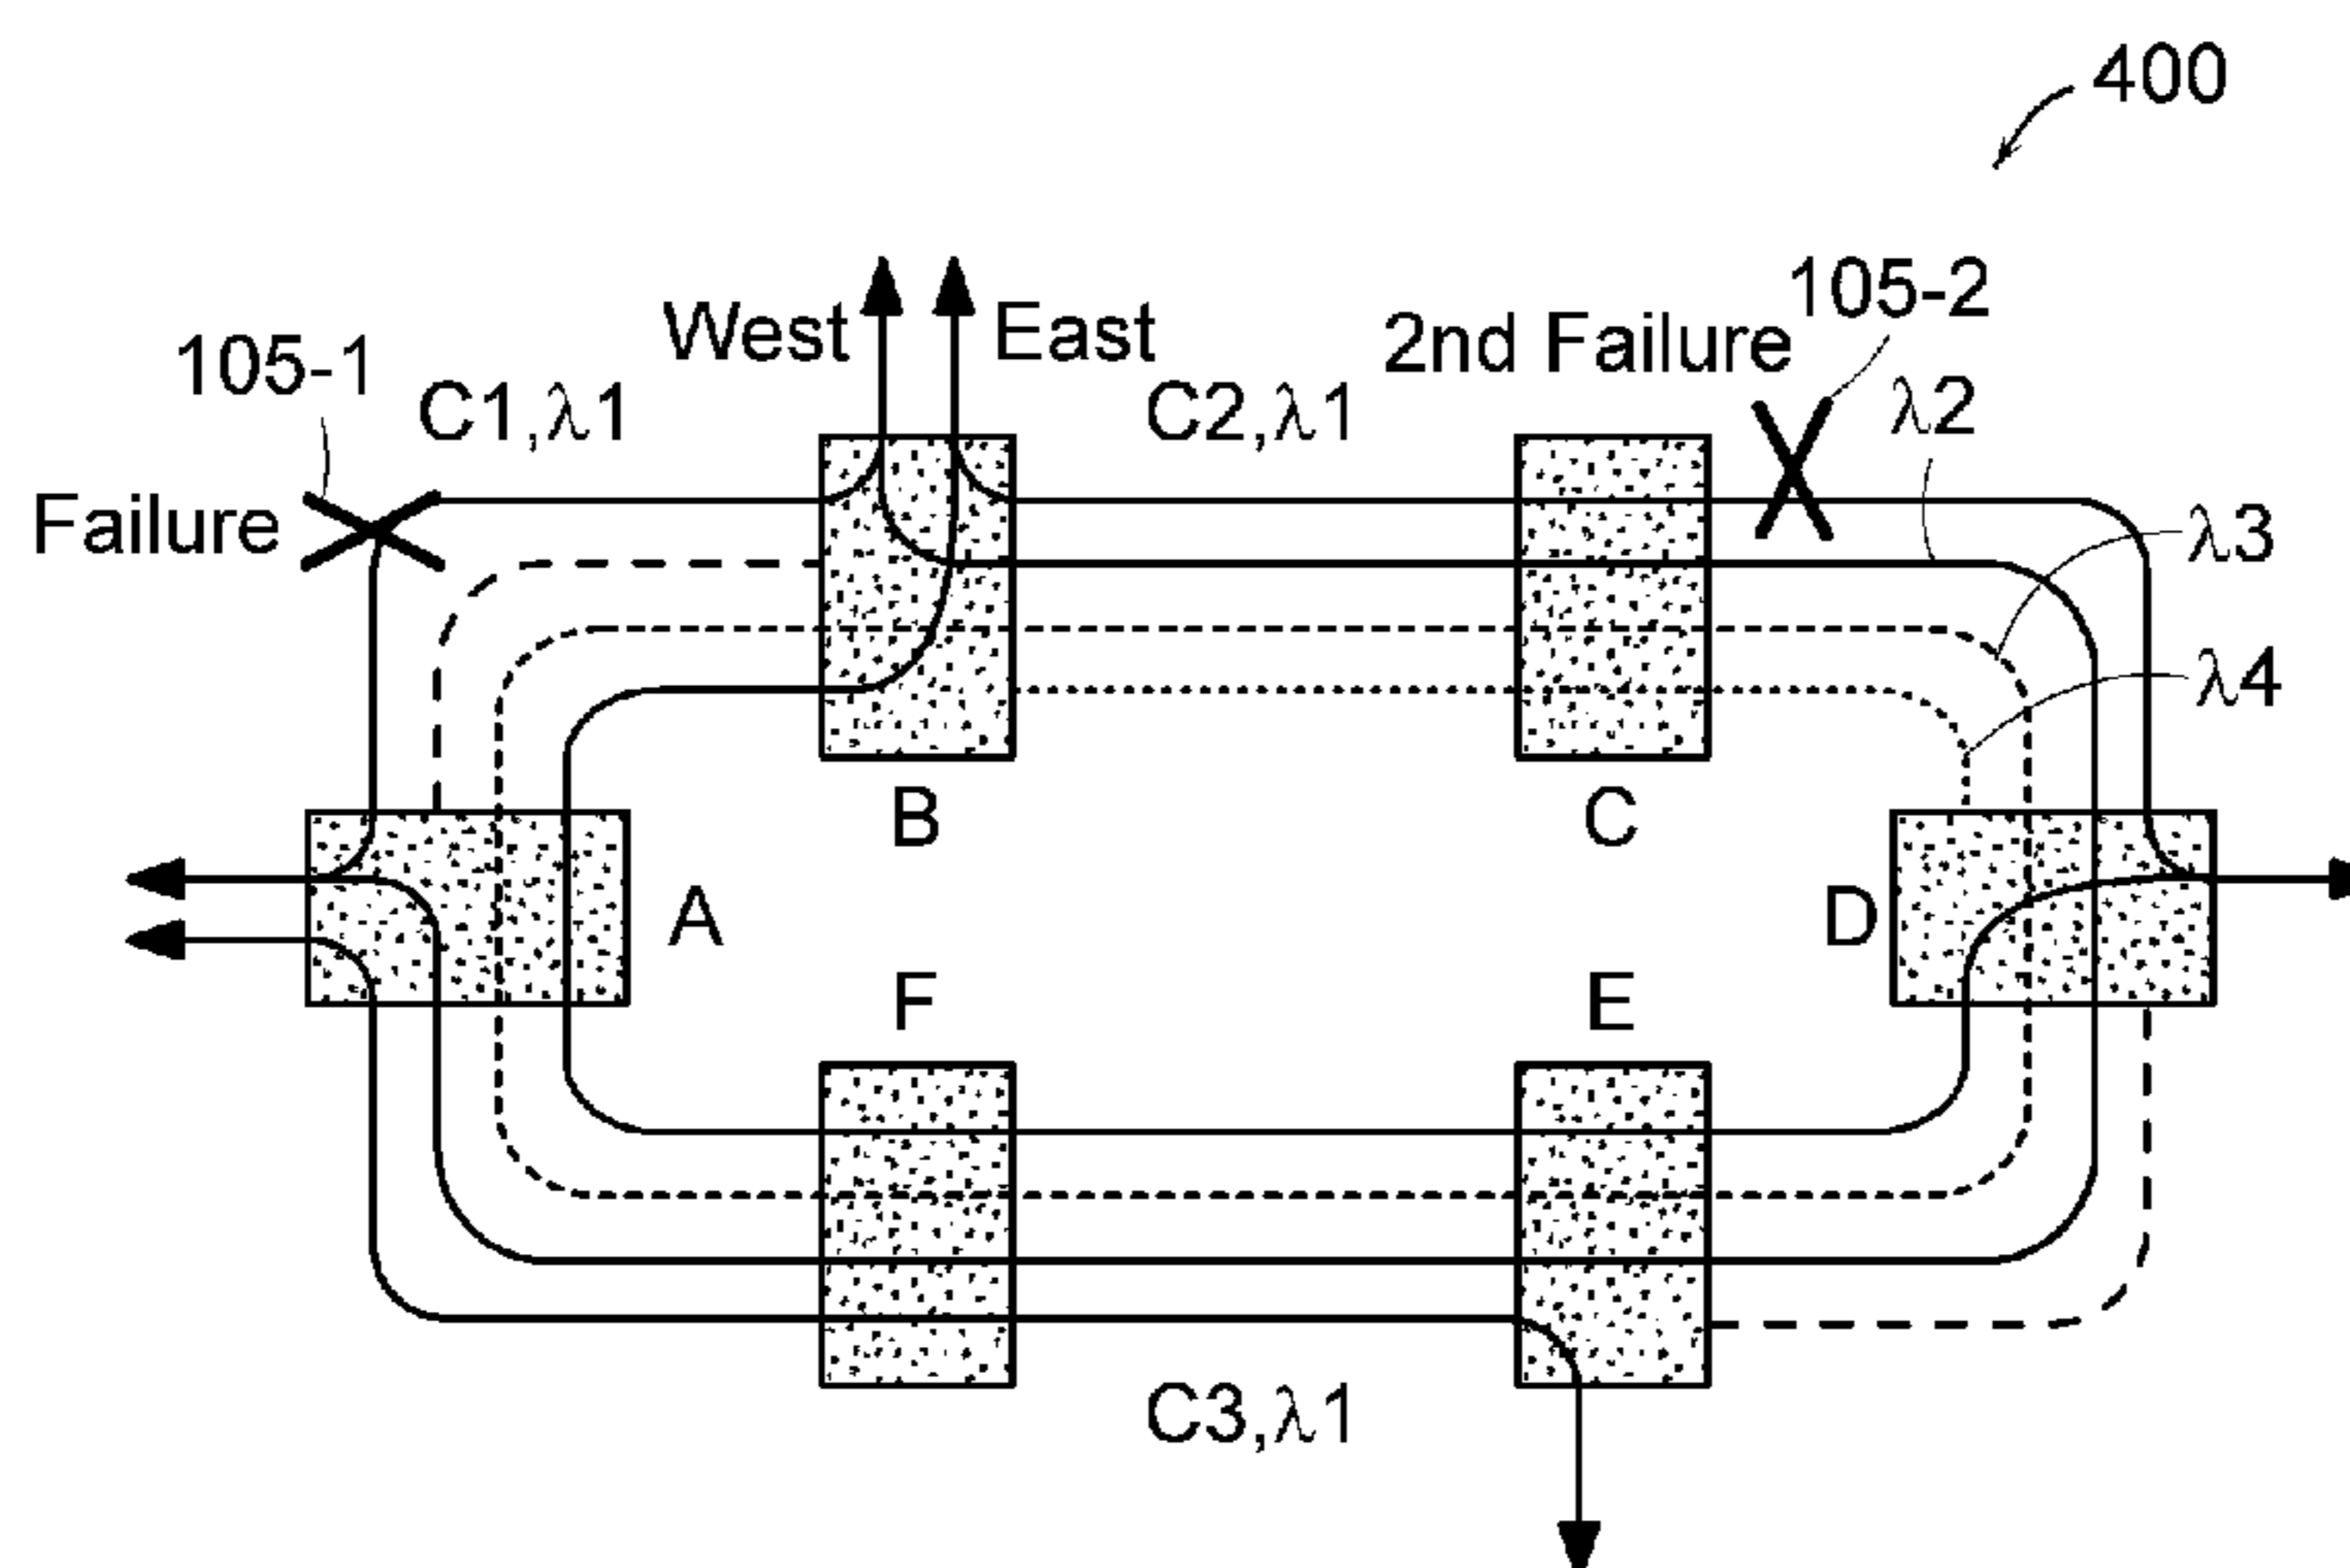 400
105-2
West
East
2nd Failure
105-1
C1,λ1
C2,λ1
λ2
Failure
λ3
λ4
B
C
A
D
F
E
C3,λ1